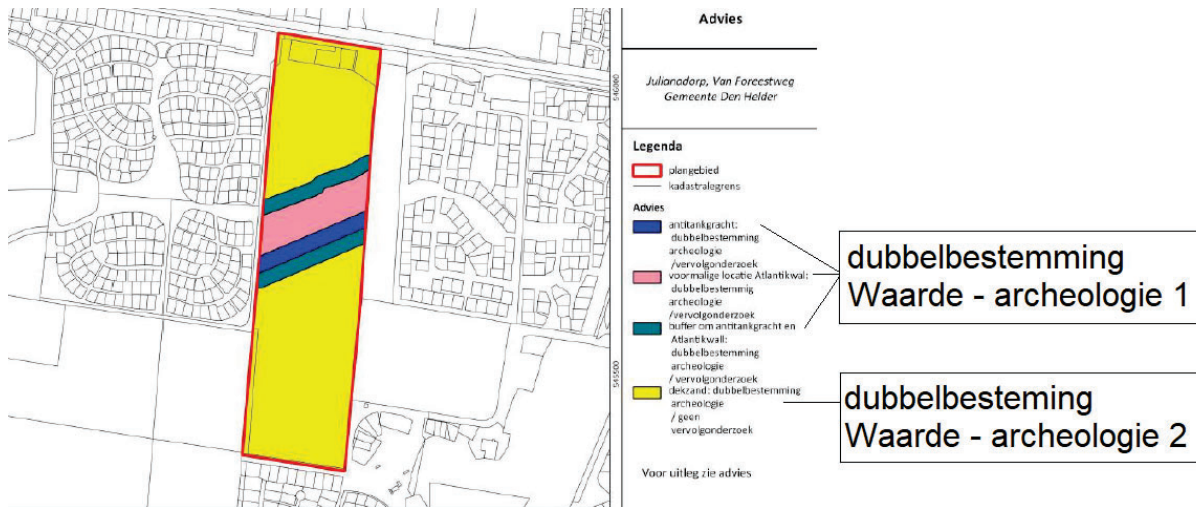 Advies
Julianadorp, Van Foreestweg
Gemeente Den Helder
546000
545500
Legenda
plangebied
kadastralegrens
Advies
antitankgracht:
dubbelbestemming
archeologie
/vervolgonderzoek
voormalige locatie Atlantikwal:
dubbelbestemmig
archeologie
/vervolgonderzoek
buffer om antitankgracht en
Atlantikwall:
dubbelbestemming
archeologie
/ vervolgonderzoek
dekzand: dubbelbestemming
archeologie
/ geen
vervolgonderzoek
Voor uitleg zie advies
dubbelbestemming
Waarde - archeologie 1
dubbelbesteming
Waarde - archeologie 2